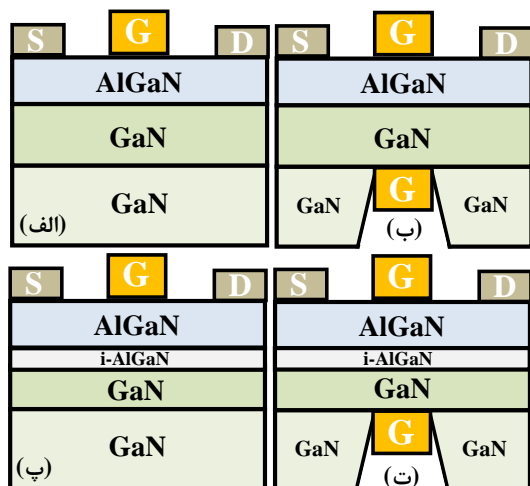 S G D
AlGaN
GaN
GaN
(الف)
S G D
AlGaN
GaN
GaN G GaN
(ب)
S G D
AlGaN
i-AlGaN
GaN
GaN
(پ)
S G D
AlGaN
i-AlGaN
GaN
GaN G GaN
(ت)